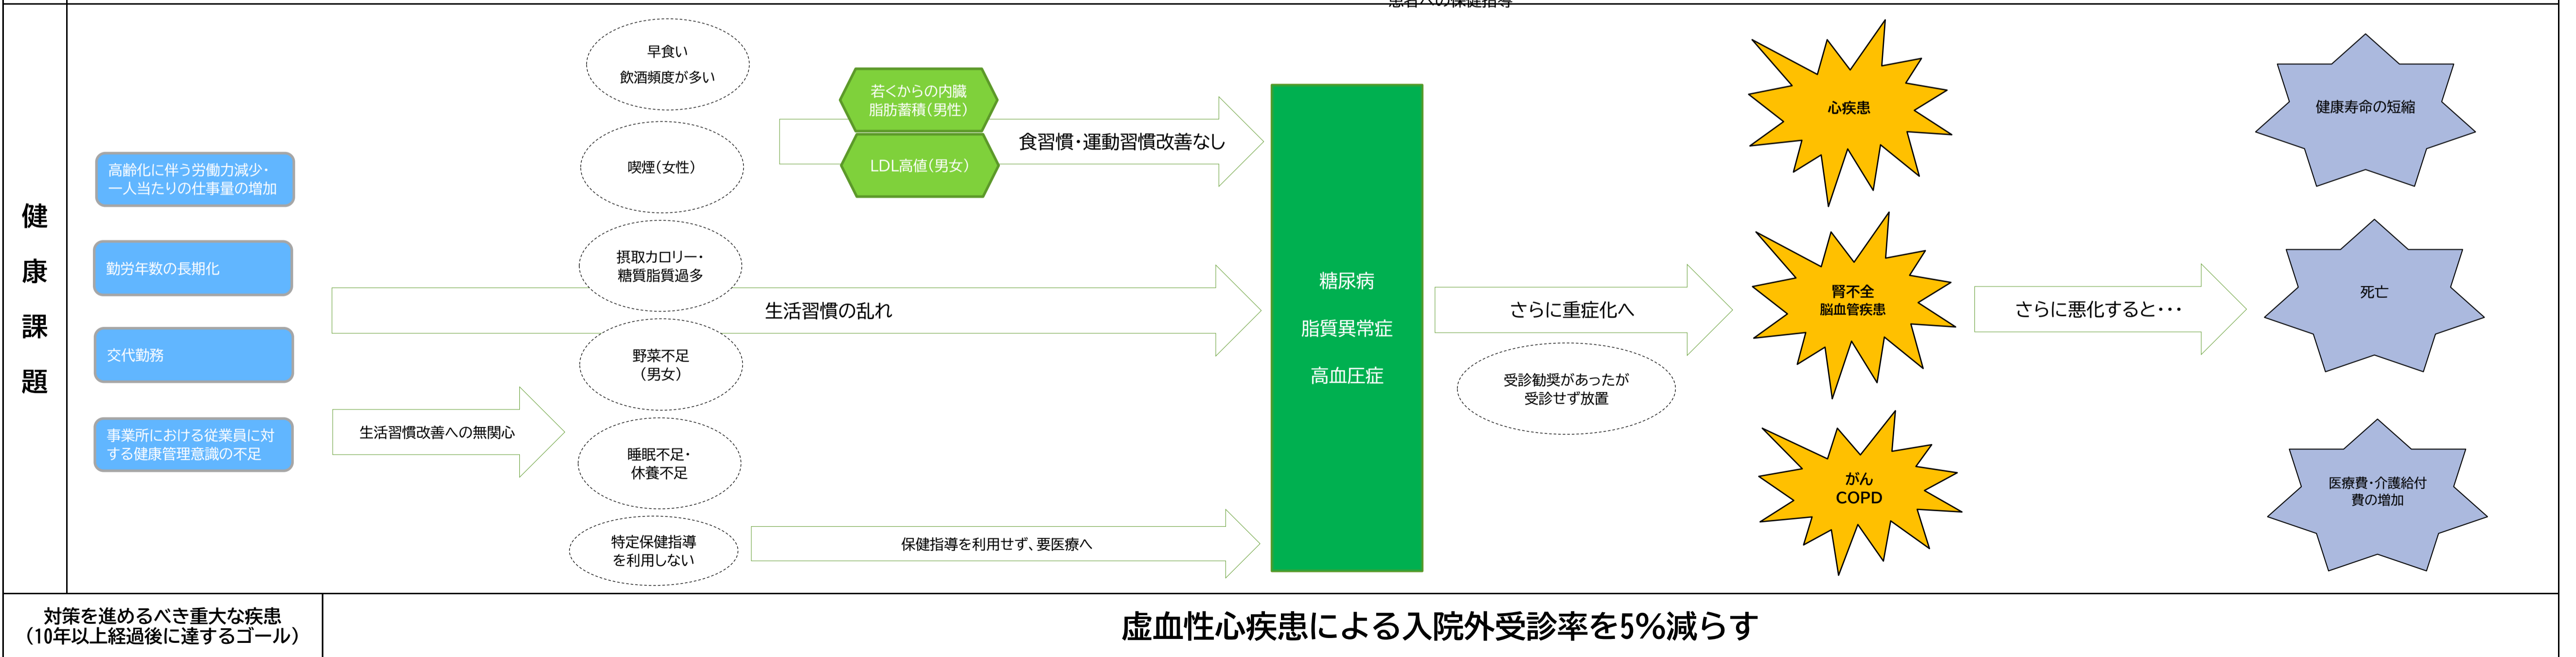 患者への保健指導
健
康
課
題
高齢化に伴う労働力減少・
一人当たりの仕事量の増加
勤労年数の長期化
交代勤務
事業所における従業員に対
する健康管理意識の不足
生活習慣改善への無関心
早食い
飲酒頻度が多い
喫煙(女性)
摂取カロリー・
糖質脂質過多
野菜不足
(男女)
睡眠不足・
休養不足
特定保健指導
を利用しない
若くからの内臓
脂肪蓄積(男性)
LDL高値(男女)
食習慣・運動習慣改善なし
生活習慣の乱れ
保健指導を利用せず、要医療へ
糖尿病
脂質異常症
高血圧症
さらに重症化へ
受診勧奨があったが
受診せず放置
心疾患
腎不全
脳血管疾患
がん
COPD
さらに悪化すると・・・
健康寿命の短縮
死亡
医療費・介護給付
費の増加
対策を進めるべき重大な疾患
(10年以上経過後に達するゴール)
虚血性心疾患による入院外受診率を5%減らす